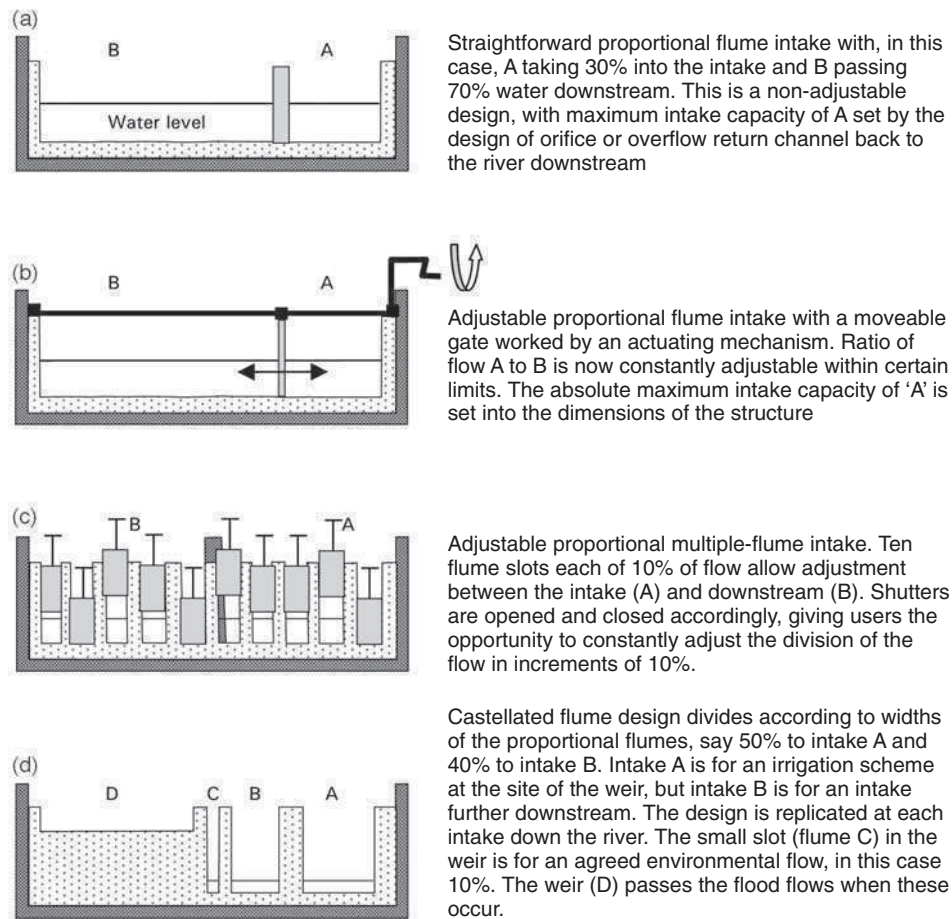 (a)
B A
Water level
Straightforward proportional flume intake with, in this
case, A taking 30% into the intake and B passing
70% water downstream. This is a non-adjustable
design, with maximum intake capacity of A set by the
design of orifice or overflow return channel back to
the river downstream
(b)
B A
Adjustable proportional flume intake with a moveable
gate worked by an actuating mechanism. Ratio of
flow A to B is now constantly adjustable within certain
limits. The absolute maximum intake capacity of ‘A’ is
set into the dimensions of the structure
(c)
B A
Adjustable proportional multiple-flume intake. Ten
flume slots each of 10% of flow allow adjustment
between the intake (A) and downstream (B). Shutters
are opened and closed accordingly, giving users the
opportunity to constantly adjust the division of the
flow in increments of 10%.
(d)
D C B A
Castellated flume design divides according to widths
of the proportional flumes, say 50% to intake A and
40% to intake B. Intake A is for an irrigation scheme
at the site of the weir, but intake B is for an intake
further downstream. The design is replicated at each
intake down the river. The small slot (flume C) in the
weir is for an agreed environmental flow, in this case
10%. The weir (D) passes the flood flows when these
occur.